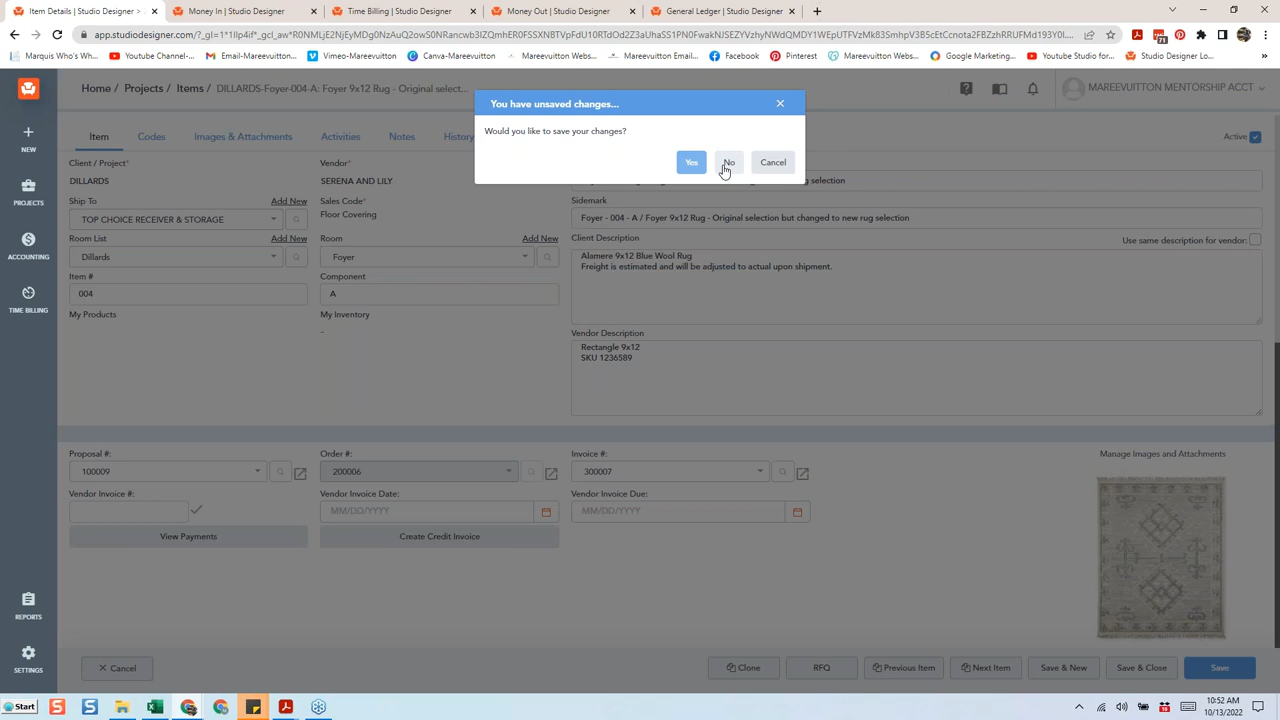 Item Details > Items > Studio Des
Money In | Studio Designer
Time Billing | Studio Designer
Money Out | Studio Designer
General Ledger | Studio Designer
Marquis Who's Wh...
Youtube Channel-...
Email-Mareevuitton...
Vimeo-Mareevuitton
Canva-Mareevuitton
Mareevuitton Webs...
Mareevuitton Email...
Facebook
Pinterest
Mareevuitton Webs...
Google Marketing...
Youtube Studio for...
Studio Designer Lo...
»
NEW
PROJECTS
ACCOUNTING
TIME BILLING
REPORTS
SETTINGS
Home / Projects / Items / DILLARDS-Foyer-004-A: Foyer 9x12 Rug - Original select...
MAREEVUITTON MENTORSHIP ACCT
You have unsaved changes...
Would you like to save your changes?
Yes
No
Cancel
Item
Codes
Images & Attachments
Activities
Notes
History
Active
Client / Project*
Vendor*
DILLARDS
SERENA AND LILY
g selection
Ship To
Add New
Sales Code*
Sidemark
TOP CHOICE RECEIVER & STORAGE
Floor Covering
Foyer - 004 - A / Foyer 9x12 Rug - Original selection but changed to new rug selection
Room List
Add New
Room
Add New
Client Description
Use same description for vendor:
Dillards
Foyer
Alamere 9x12 Blue Wool Rug
Freight is estimated and will be adjusted to actual upon shipment.
Item #
Component
004
A
My Products
My Inventory
–
Vendor Description
Rectangle 9x12
SKU 1236589
Proposal #:
Order #:
Invoice #:
Manage Images and Attachments
100009
200006
300007
Vendor Invoice #:
Vendor Invoice Date:
Vendor Invoice Due:
MM/DD/YYYY
MM/DD/YYYY
View Payments
Create Credit Invoice
Cancel
Clone
RFQ
Previous Item
Next Item
Save & New
Save & Close
Save
Start
10:52 AM
10/13/2022